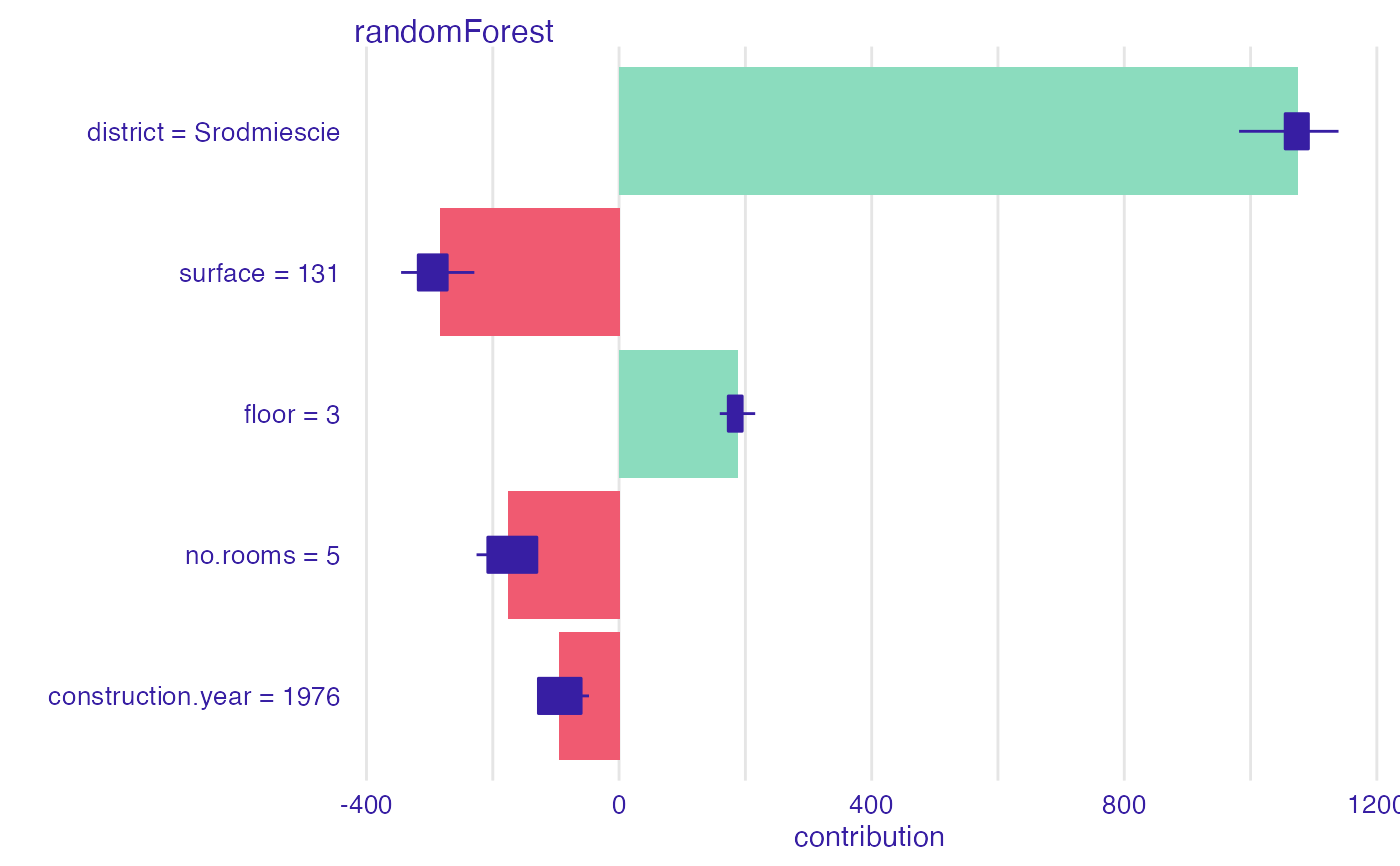 randomForest
district = Srodmiescie
surface = 131
floor = 3
no.rooms = 5
construction.year = 1976
-400 0 400 800 1200
contribution